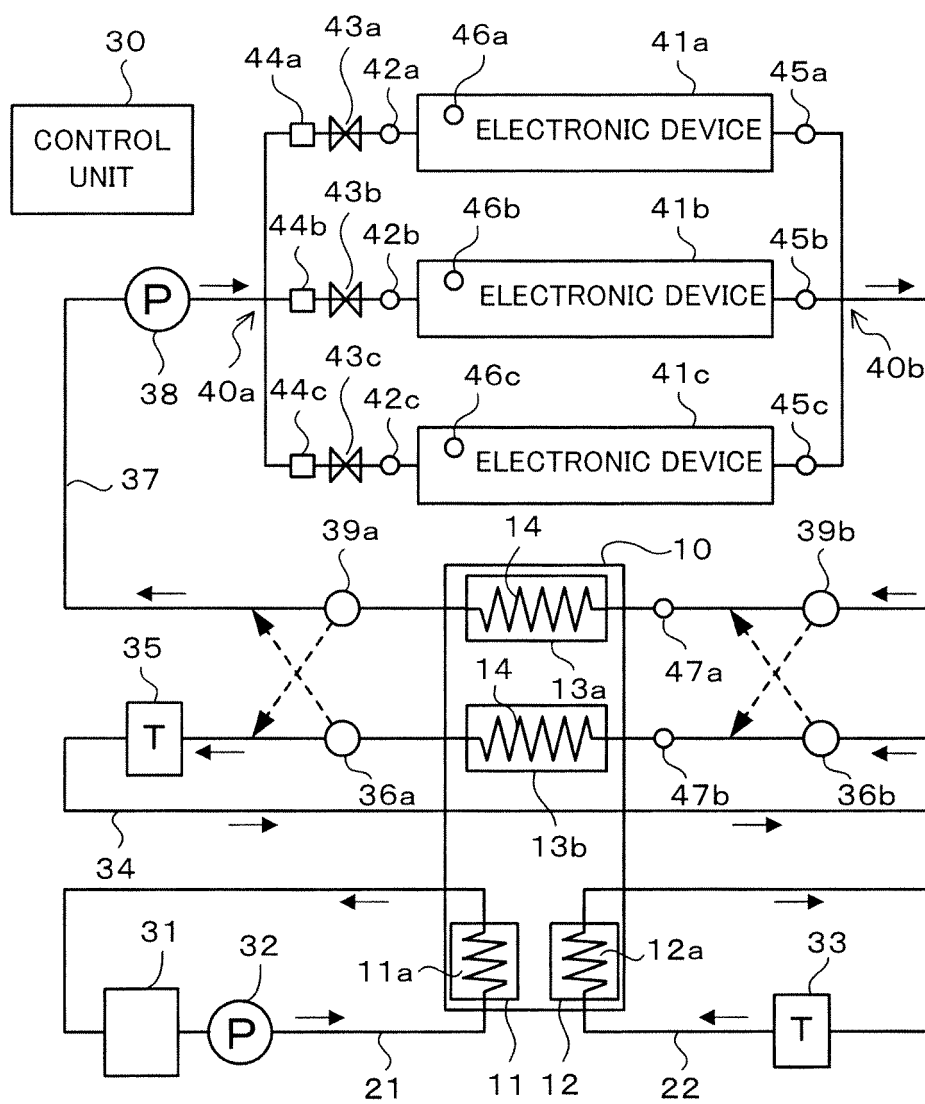 30
44a
43a
42a
46a
41a
45a
CONTROL
UNIT
ELECTRONIC DEVICE
44b
43b
42b
46b
41b
45b
P
ELECTRONIC DEVICE
38
40a
40b
44c
43c
42c
46c
41c
45c
ELECTRONIC DEVICE
37
39a
14
10
39b
35
13a
47a
14
T
36a
13b
47b
36b
34
31
32
11a
12a
33
P
T
21
11
12
22